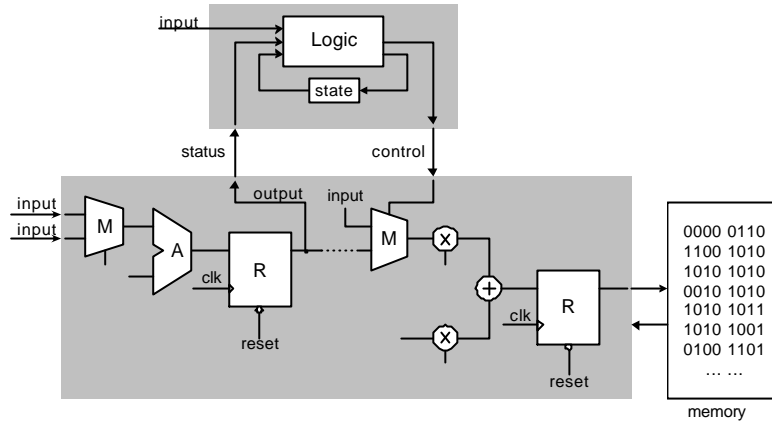 input
Logic
state
status
control
output
input
input
input
M
A
R
clk
reset
M
X
+
X
R
clk
reset
0000 0110
1100 1010
1010 1010
0010 1010
1010 1011
1010 1001
0100 1101
... ...
memory